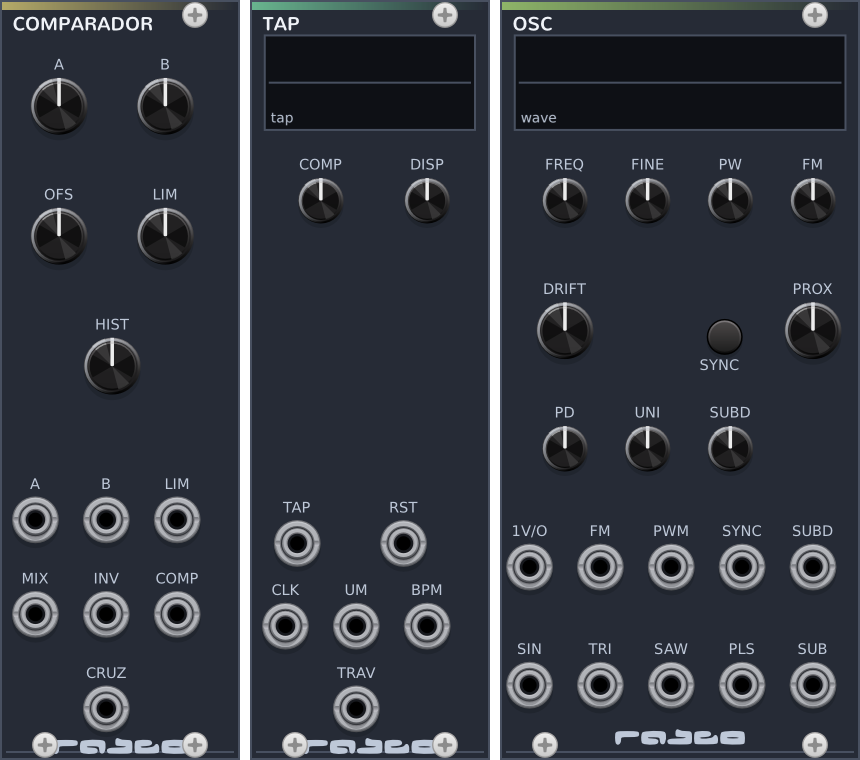 COMPARADOR
A B
OFS LIM
HIST
A B LIM
MIX INV COMP
CRUZ
TAP
tap
COMP DISP
TAP RST
CLK UM BPM
TRAV
OSC
wave
FREQ FINE PW FM
DRIFT PROX
SYNC
PD UNI SUBD
1V/O FM PWM SYNC SUBD
SIN TRI SAW PLS SUB